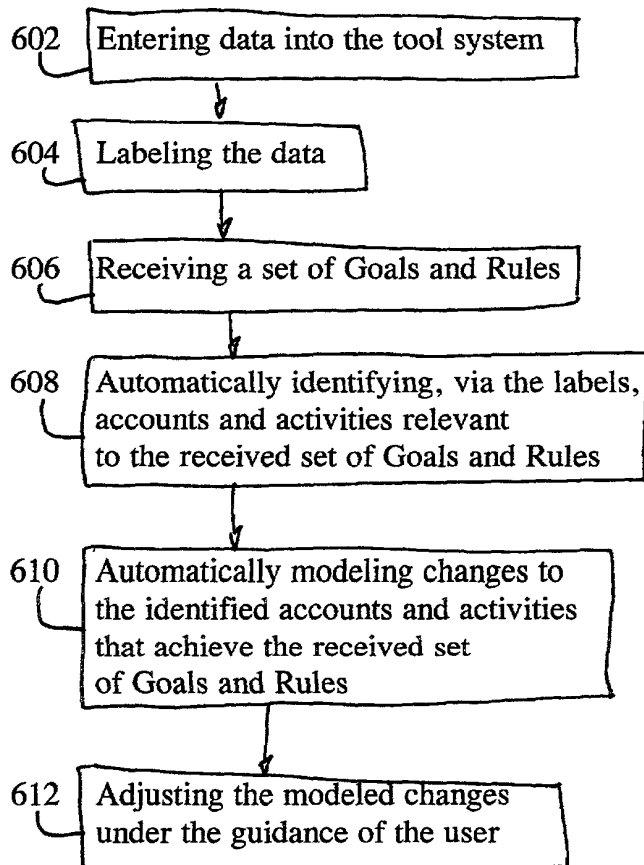 602 Entering data into the tool system
604 Labeling the data
606 Receiving a set of Goals and Rules
608 Automatically identifying, via the labels,
accounts and activities relevant
to the received set of Goals and Rules
610 Automatically modeling changes to
the identified accounts and activities
that achieve the received set
of Goals and Rules
612 Adjusting the modeled changes
under the guidance of the user